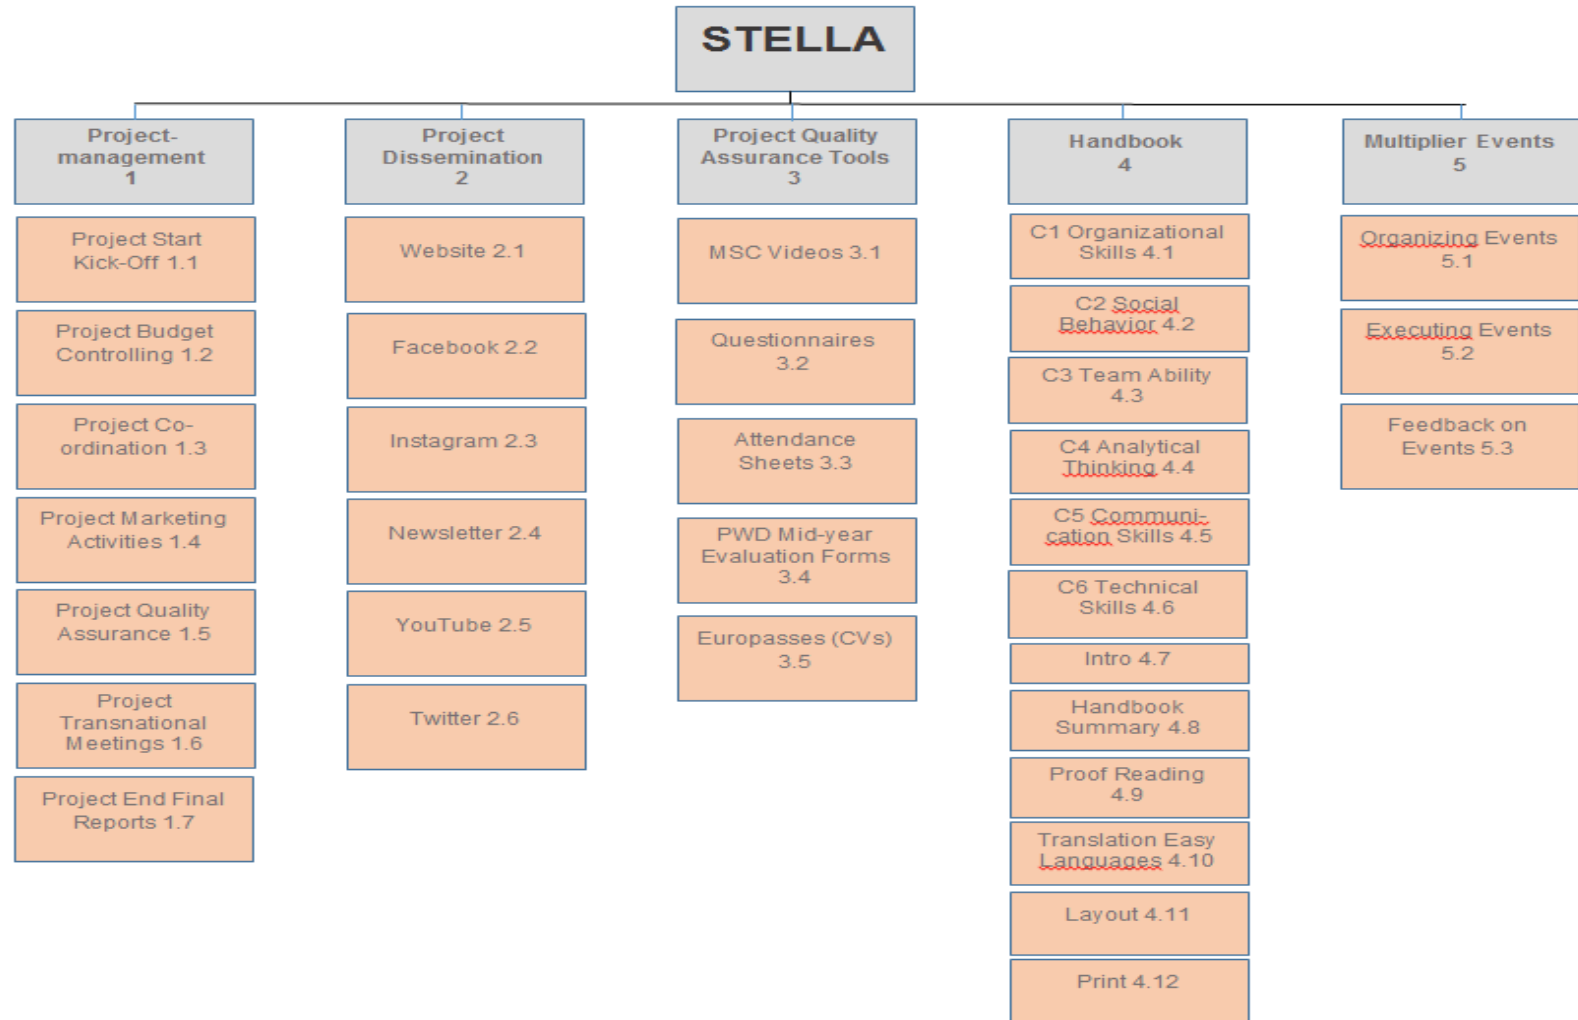 STELLA
Project-
management
1
Project Start
Kick-Off 1.1
Project Budget
Controlling 1.2
Project Co-
ordination 1.3
Project Marketing
Activities 1.4
Project Quality
Assurance 1.5
Project
Transnational
Meetings 1.6
Project End Final
Reports 1.7
Project
Dissemination
2
Website 2.1
Facebook 2.2
Instagram 2.3
Newsletter 2.4
YouTube 2.5
Twitter 2.6
Project Quality
Assurance Tools
3
MSC Videos 3.1
Questionnaires
3.2
Attendance
Sheets 3.3
PWD Mid-year
Evaluation Forms
3.4
Europasses (CVs)
3.5
Handbook
4
C1 Organizational
Skills 4.1
C2 Social
Behavior 4.2
C3 Team Ability
4.3
C4 Analytical
Thinking 4.4
C5 Communi-
cation Skills 4.5
C6 Technical
Skills 4.6
Intro 4.7
Handbook
Summary 4.8
Proof Reading
4.9
Translation Easy
Languages 4.10
Layout 4.11
Print 4.12
Multiplier Events
5
Organizing Events
5.1
Executing Events
5.2
Feedback on
Events 5.3